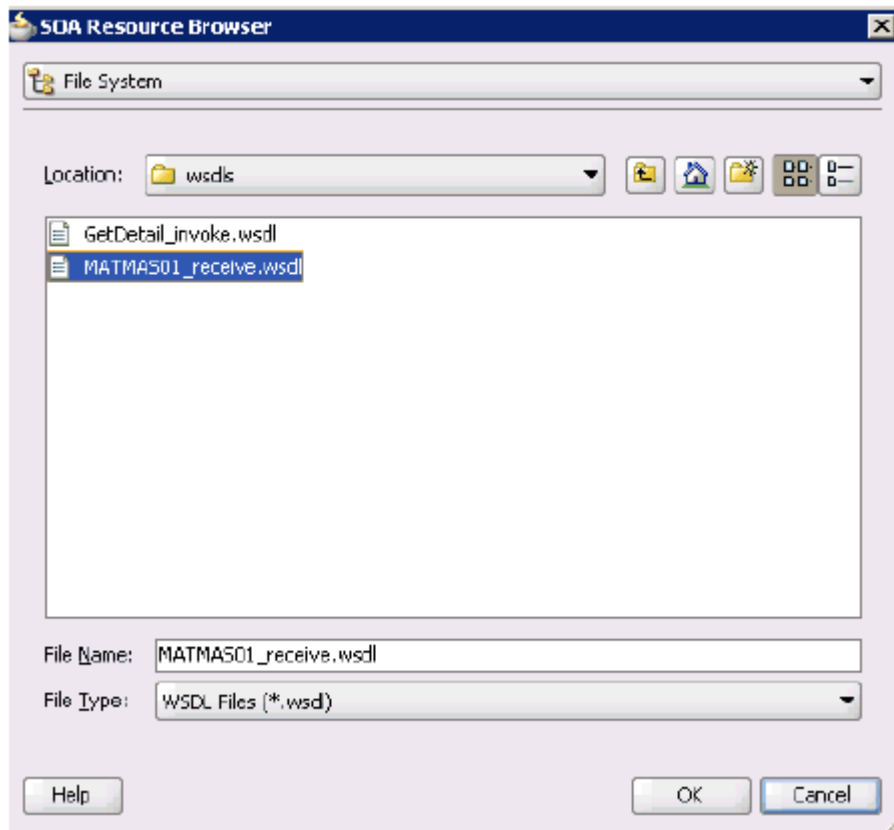 SOA Resource Browser
File System
Location: wsdls
GetDetail_invoke.wsdl
MATMAS01_receive.wsdl
File Name: MATMAS01_receive.wsdl
File Type: WSDL Files (*.wsdl)
Help OK Cancel